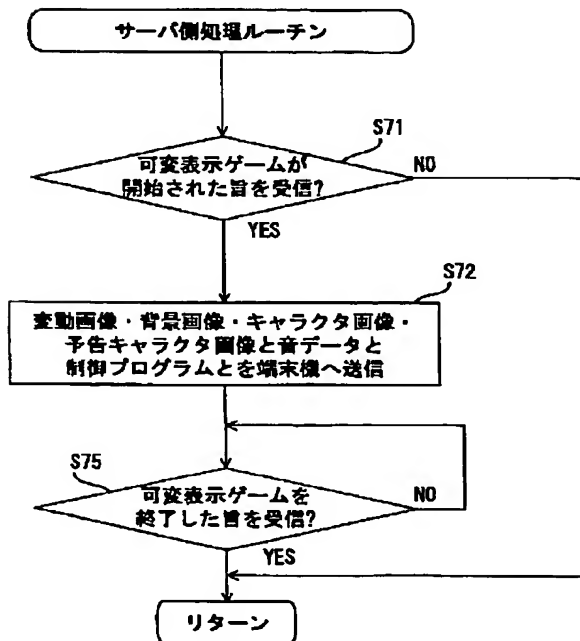 サーバ側処理ルーチン
S71
可変表示ゲームが
開始された旨を受信?
NO
YES
S72
変動画像・背景画像・キャラクタ画像・
予告キャラクタ画像と音データと
制御プログラムとを端末機へ送信
S75
可変表示ゲームを
終了した旨を受信?
NO
YES
リターン